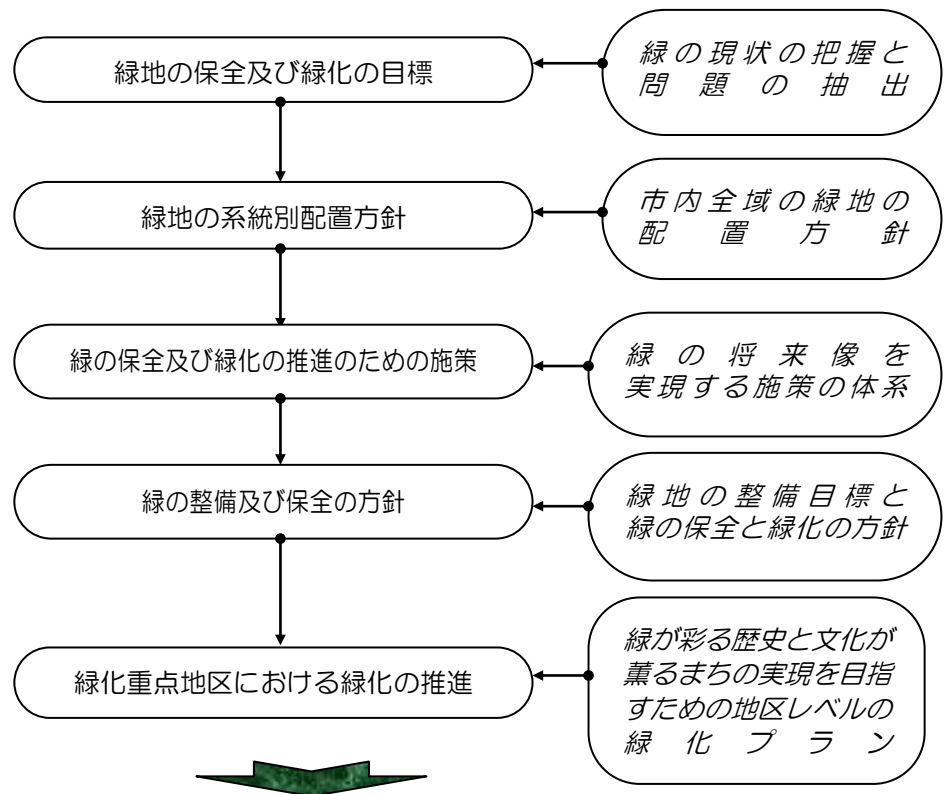 緑地の保全及び緑化の目標
緑の現状の把握と
問題の抽出
緑地の系統別配置方針
市内全域の緑地の
配置方針
緑の保全及び緑化の推進のための施策
緑の将来像を
実現する施策の体系
緑の整備及び保全の方針
緑地の整備目標と
緑の保全と緑化の方針
緑化重点地区における緑化の推進
緑が彩る歴史と文化が
薫るまちの実現を目指
すための地区レベルの
緑化プラン